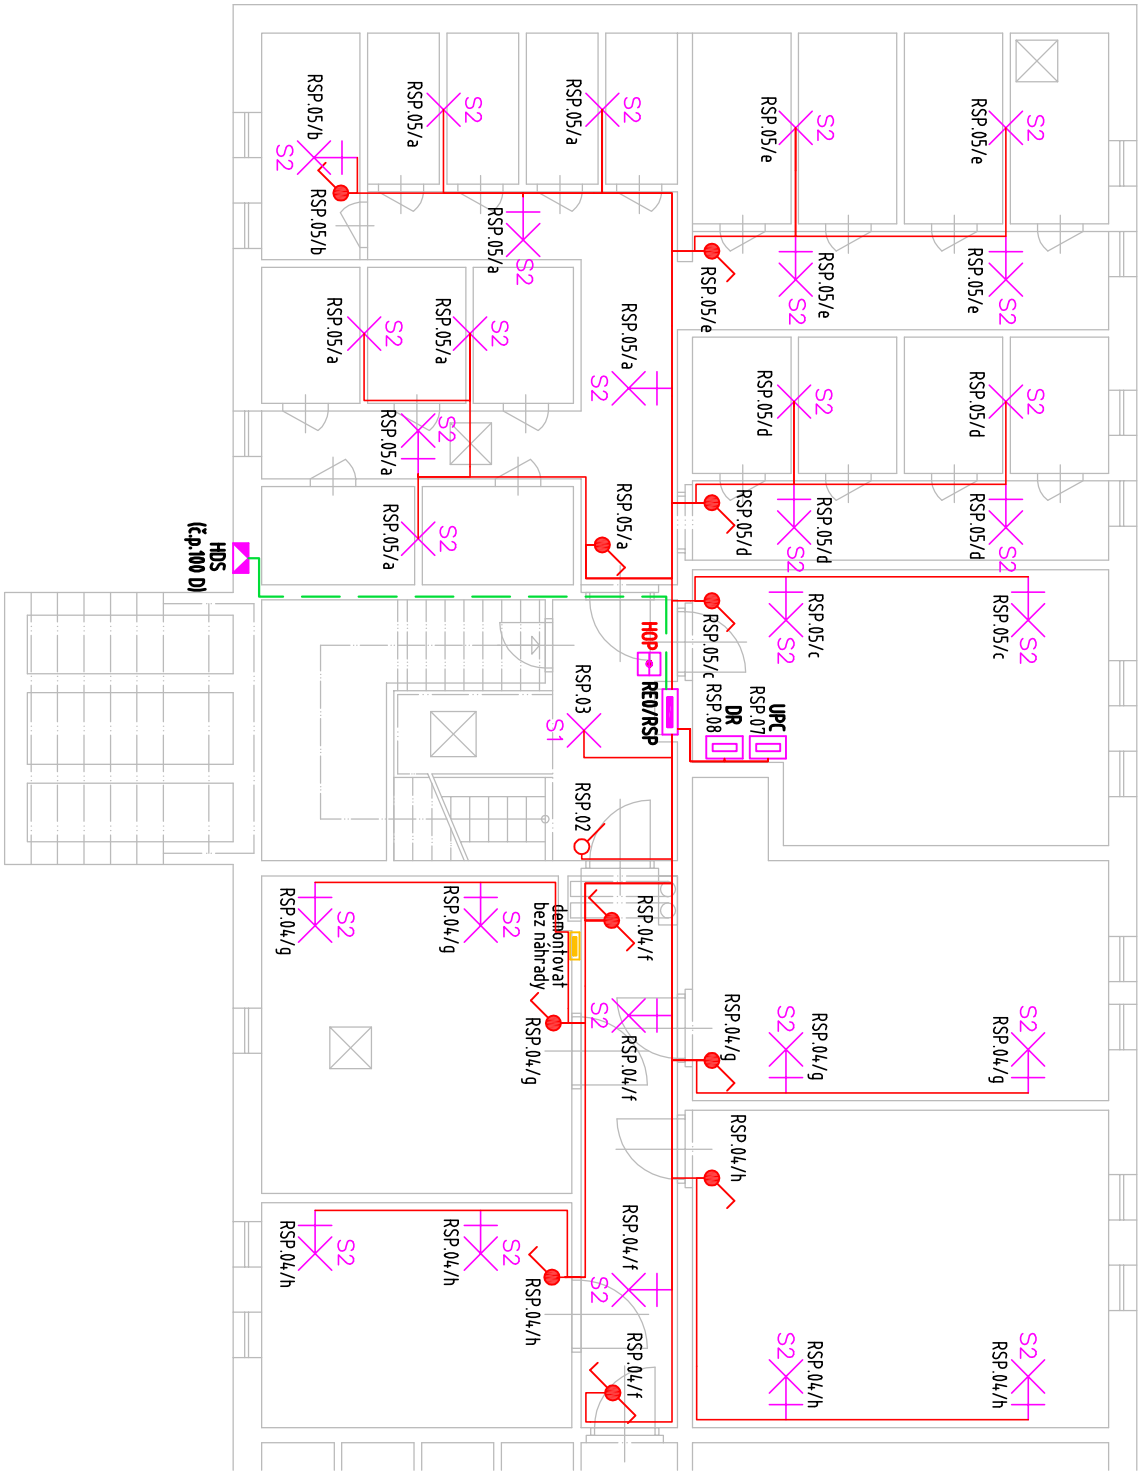 RSP.05/b
S2
RSP.05/b
RSP.05/a
S2
RSP.05/a
S2
RSP.05/e
S2
RSP.05/e
S2
RSP.05/a
S2
RSP.05/e
RSP.05/e
S2
RSP.05/e
S2
RSP.05/a
S2
RSP.05/a
S2
RSP.05/a
S2
RSP.05/d
S2
RSP.05/d
S2
RSP.05/a
S2
RSP.05/a
S2
RSP.05/a
RSP.05/d
RSP.05/d
S2
RSP.05/d
S2
HDS
(č.p. 100 D)
RSP.05/c
RSP.05/c
S2
RSP.05/c
S2
HOP
RE0/RSP
RSP.03
S1
DR
RSP.08
UPC
RSP.07
RSP.02
RSP.04/g
S2
RSP.04/g
S2
demontovat
bez náhrady
RSP.04/f
RSP.04/g
S2
RSP.04/f
RSP.04/g
S2
RSP.04/g
S2
RSP.04/g
RSP.04/h
RSP.04/h
S2
RSP.04/h
S2
RSP.04/h
RSP.04/f
S2
RSP.04/f
S2
RSP.04/h
S2
RSP.04/h